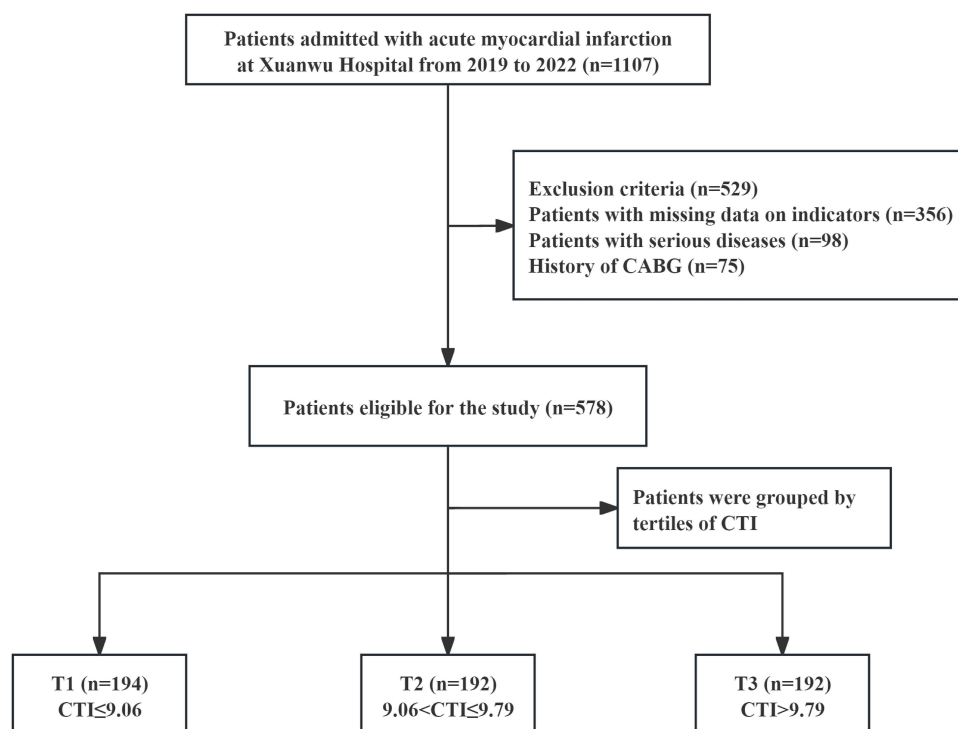 Patients admitted with acute myocardial infarction
at Xuanwu Hospital from 2019 to 2022 (n=1107)
Exclusion criteria (n=529)
Patients with missing data on indicators (n=356)
Patients with serious diseases (n=98)
History of CABG (n=75)
Patients eligible for the study (n=578)
Patients were grouped by
tertiles of CTI
T1 (n=194)
CTI≤9.06
T2 (n=192)
9.06<CTI≤9.79
T3 (n=192)
CTI>9.79